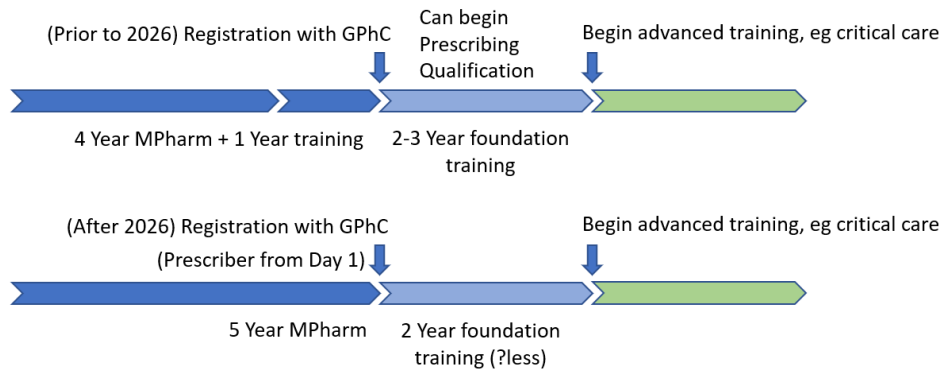 Can begin
Prescribing
Qualification
(Prior to 2026) Registration with GPhC
Begin advanced training, eg critical care
4 Year MPharm + 1 Year training
2-3 Year foundation
training
(After 2026) Registration with GPhC
(Prescriber from Day 1)
Begin advanced training, eg critical care
5 Year MPharm
2 Year foundation
training (?less)